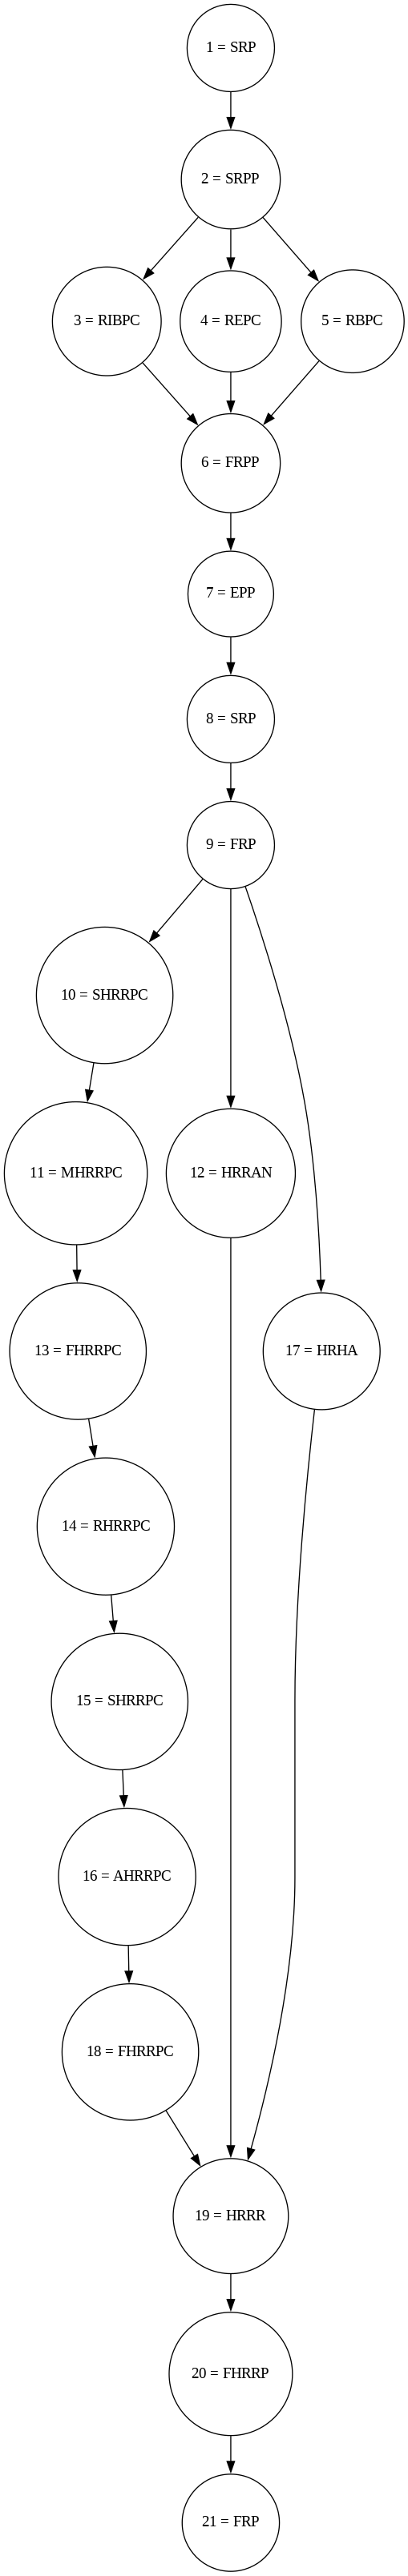 1 = SRP
2 = SRPP
3 = RIBPC
4 = REPC
5 = RBPC
6 = FRPP
7 = EPP
8 = SRP
9 = FRP
10 = SHRRPC
11 = MHRRPC
12 = HRRAN
13 = FHRRPC
17 = HRHA
14 = RHRRPC
15 = SHRRPC
16 = AHRRPC
18 = FHRRPC
19 = HRRR
20 = FHRRP
21 = FRP